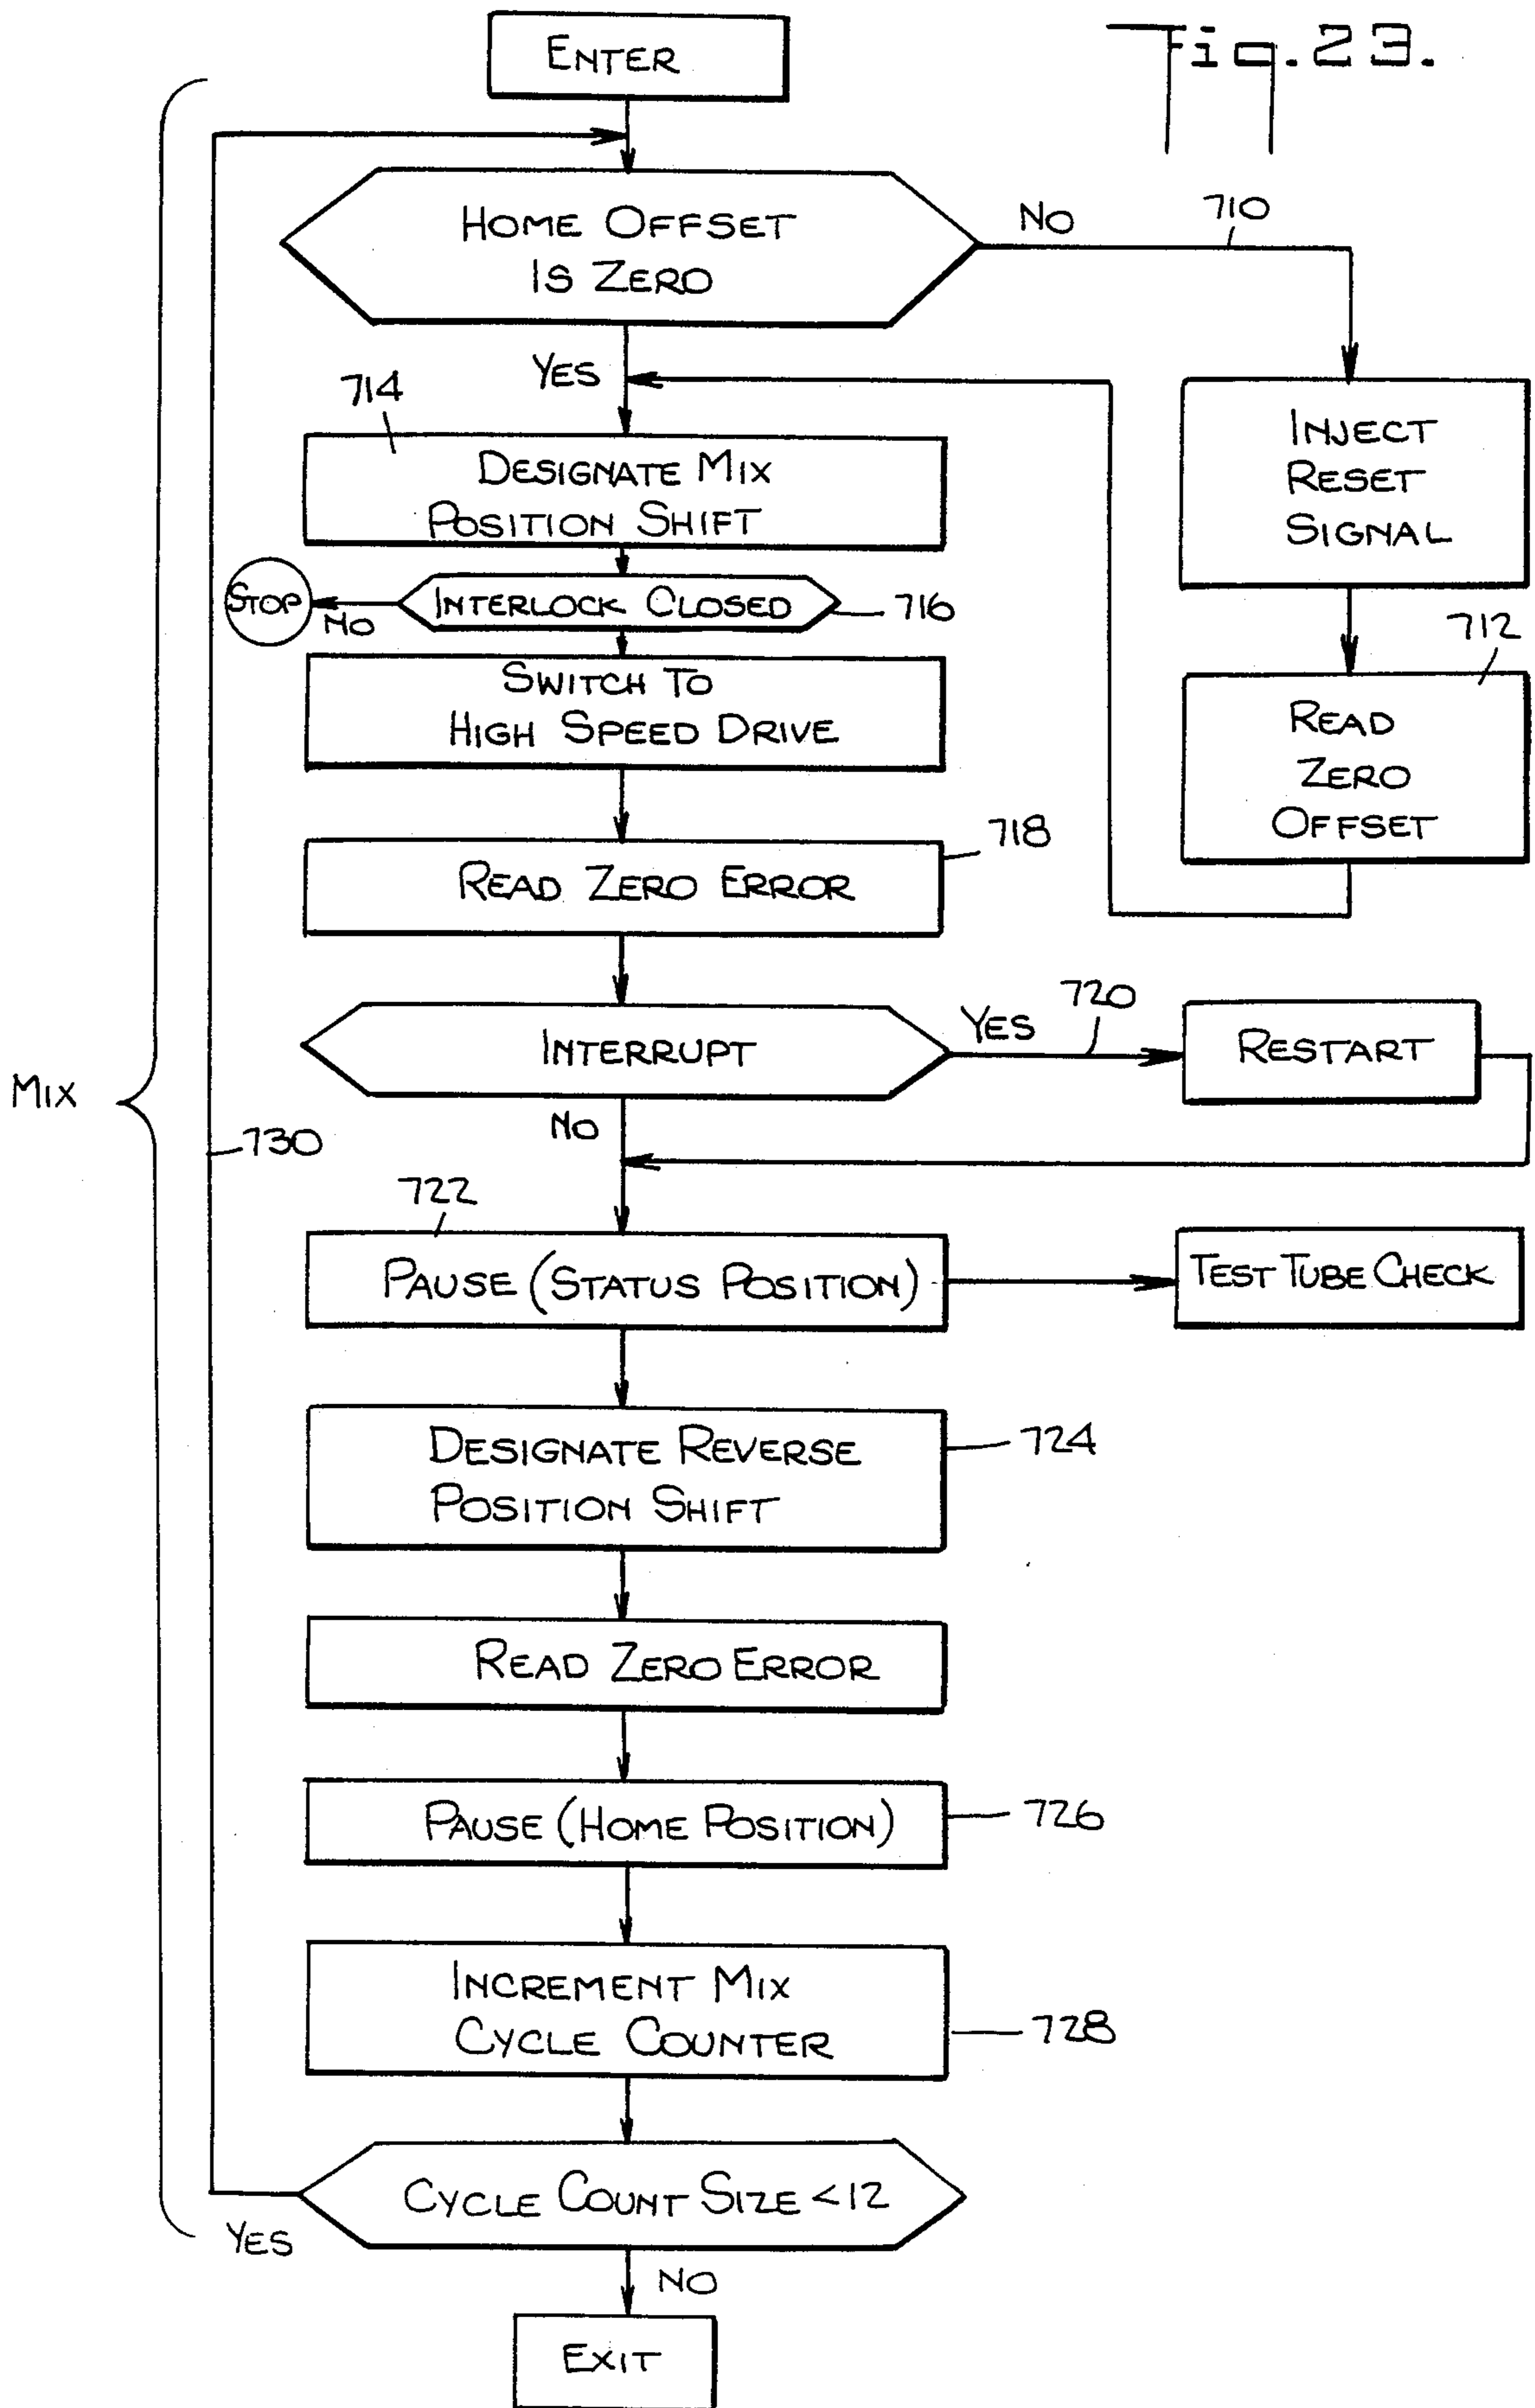 Fig. 23.
ENTER
HOME OFFSET
IS ZERO
NO
710
YES
714
DESIGNATE MIX
POSITION SHIFT
INJECT
RESET
SIGNAL
STOP
NO
INTERLOCK CLOSED
716
712
SWITCH TO
HIGH SPEED DRIVE
READ
ZERO
OFFSET
718
READ ZERO ERROR
INTERRUPT
YES
720
RESTART
NO
MIX
730
722
PAUSE (STATUS POSITION)
TEST TUBE CHECK
DESIGNATE REVERSE
POSITION SHIFT
724
READ ZERO ERROR
PAUSE (HOME POSITION)
726
INCREMENT MIX
CYCLE COUNTER
728
CYCLE COUNT SIZE <12
YES
NO
EXIT